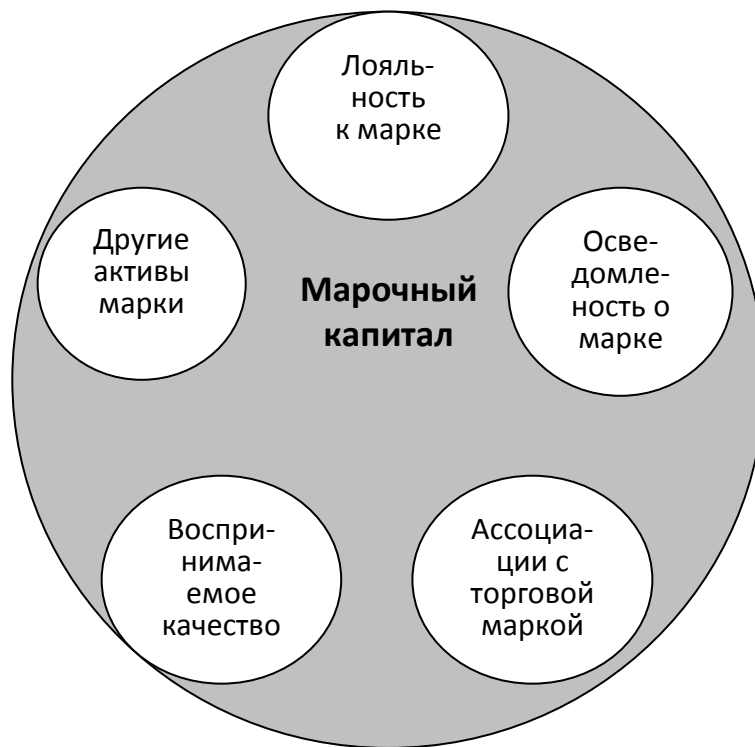 Лояль-
ность
к марке
Другие
активы
марки
Марочный
капитал
Осве-
домле-
ность о
марке
Воспри-
нима-
емое
качество
Ассоциа-
ции с
торговой
маркой